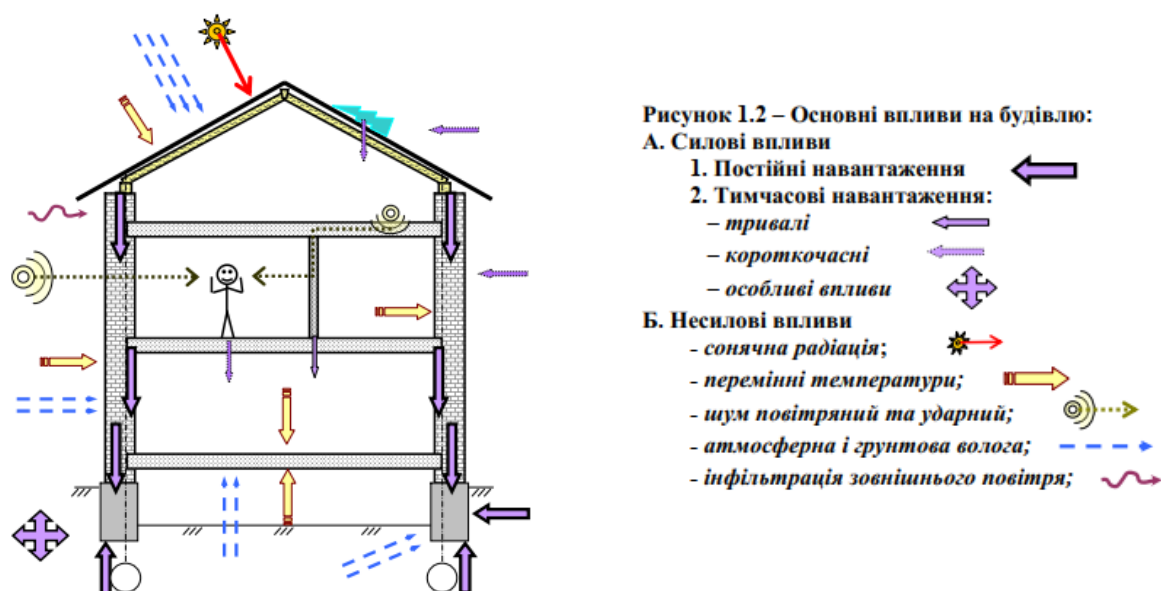 Рисунок 1.2 – Основні впливи на будівлю:
А. Силові впливи
1. Постійні навантаження
2. Тимчасові навантаження:
– тривалі
– короткочасні
– особливі впливи
Б. Несилові впливи
- сонячна радіація;
- перемінні температури;
- шум повітряний та ударний;
- атмосферна і грунтова волога;
- інфільтрація зовнішнього повітря;